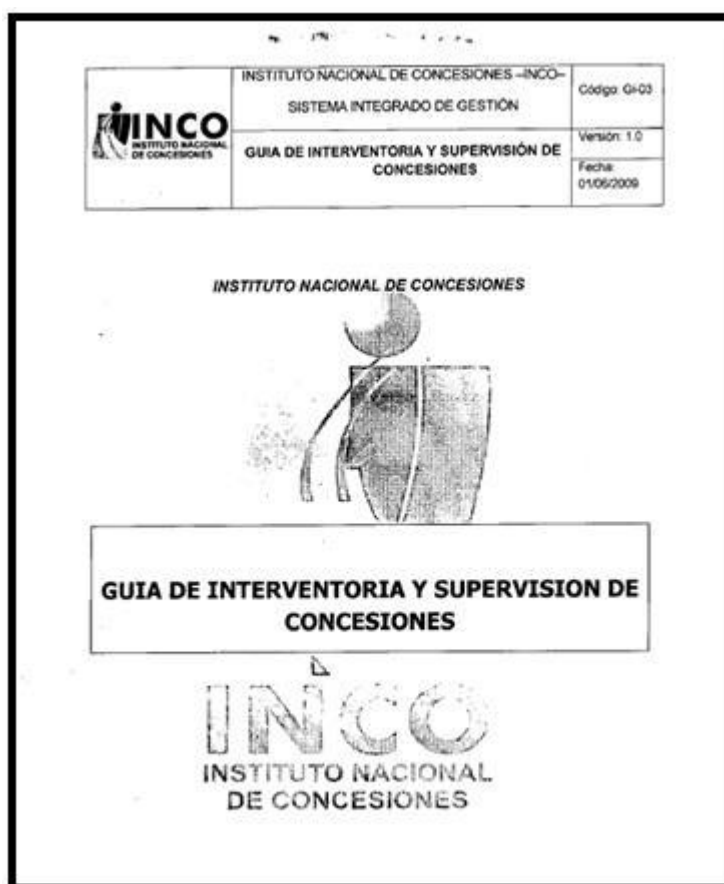 INSTITUTO NACIONAL DE CONCESIONES –INCO–
SISTEMA INTEGRADO DE GESTIÓN
Código: GI-03
INCO
INSTITUTO NACIONAL
DE CONCESIONES
GUIA DE INTERVENTORIA Y SUPERVISIÓN DE
CONCESIONES
Versión: 1.0
Fecha:
01/06/2009
INSTITUTO NACIONAL DE CONCESIONES
GUIA DE INTERVENTORIA Y SUPERVISION DE
CONCESIONES
INCO
INSTITUTO NACIONAL
DE CONCESIONES